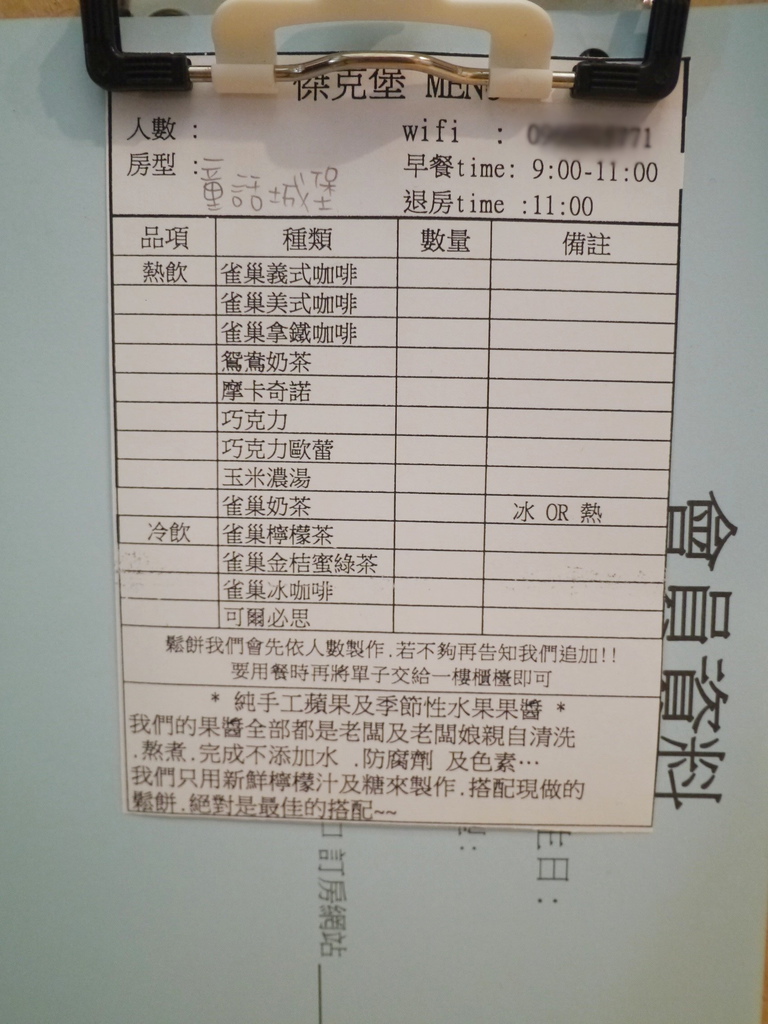 傑克堡 MENU
人數 :
wifi :
房型 : 童話城堡
早餐time: 9:00-11:00
退房time :11:00
品項 種類 數量 備註
熱飲 雀巢義式咖啡
雀巢美式咖啡
雀巢拿鐵咖啡
鴛鴦奶茶
摩卡奇諾
巧克力
巧克力歐蕾
玉米濃湯
雀巢奶茶 冰 OR 熱
冷飲 雀巢檸檬茶
雀巢金桔蜜綠茶
雀巢冰咖啡
可爾必思
鬆餅我們會先依人數製作.若不夠再告知我們追加!!
要用餐時再將單子交給一樓櫃檯即可
* 純手工蘋果及季節性水果果醬 *
我們的果醬全部都是老闆及老闆娘親自清洗
.熬煮.完成不添加水 .防腐劑 及色素…
我們只用新鮮檸檬汁及糖來製作.搭配現做的
鬆餅.絕對是最佳的搭配~~
會員資料
生日:
訂房網站